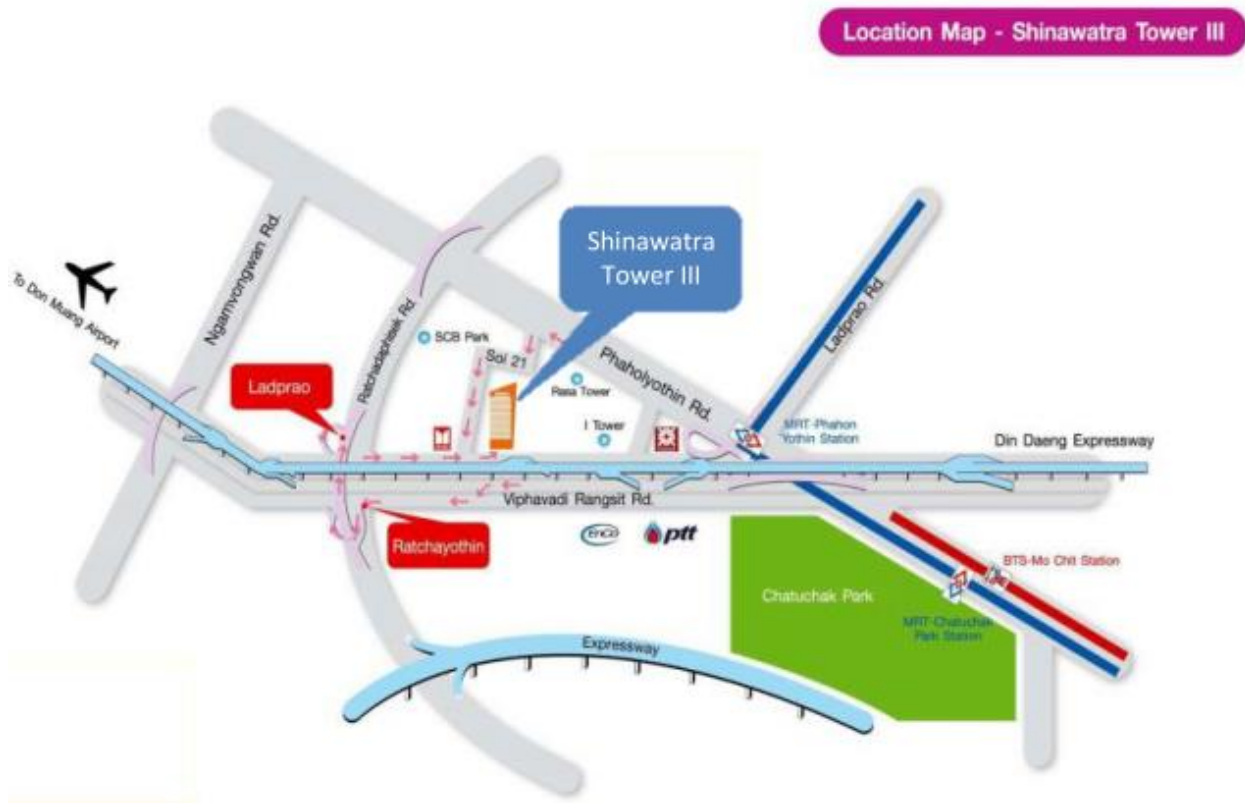 Location Map - Shinawatra Tower III
Shinawatra
Tower III
To Don Muang Airport
Ngamvongwan Rd.
Ratchadaphisek Rd.
SCB Park
Soi 21
Phaholyothin Rd.
Ladprao Rd.
Ladprao
Rasa Tower
I Tower
MRT-Phahon
Yothin Station
Din Daeng Expressway
Viphavadi Rangsit Rd.
Ratchayothin
enco
ptt
BTS-Mo Chit Station
Chatuchak Park
MRT-Chatuchak
Park Station
Expressway